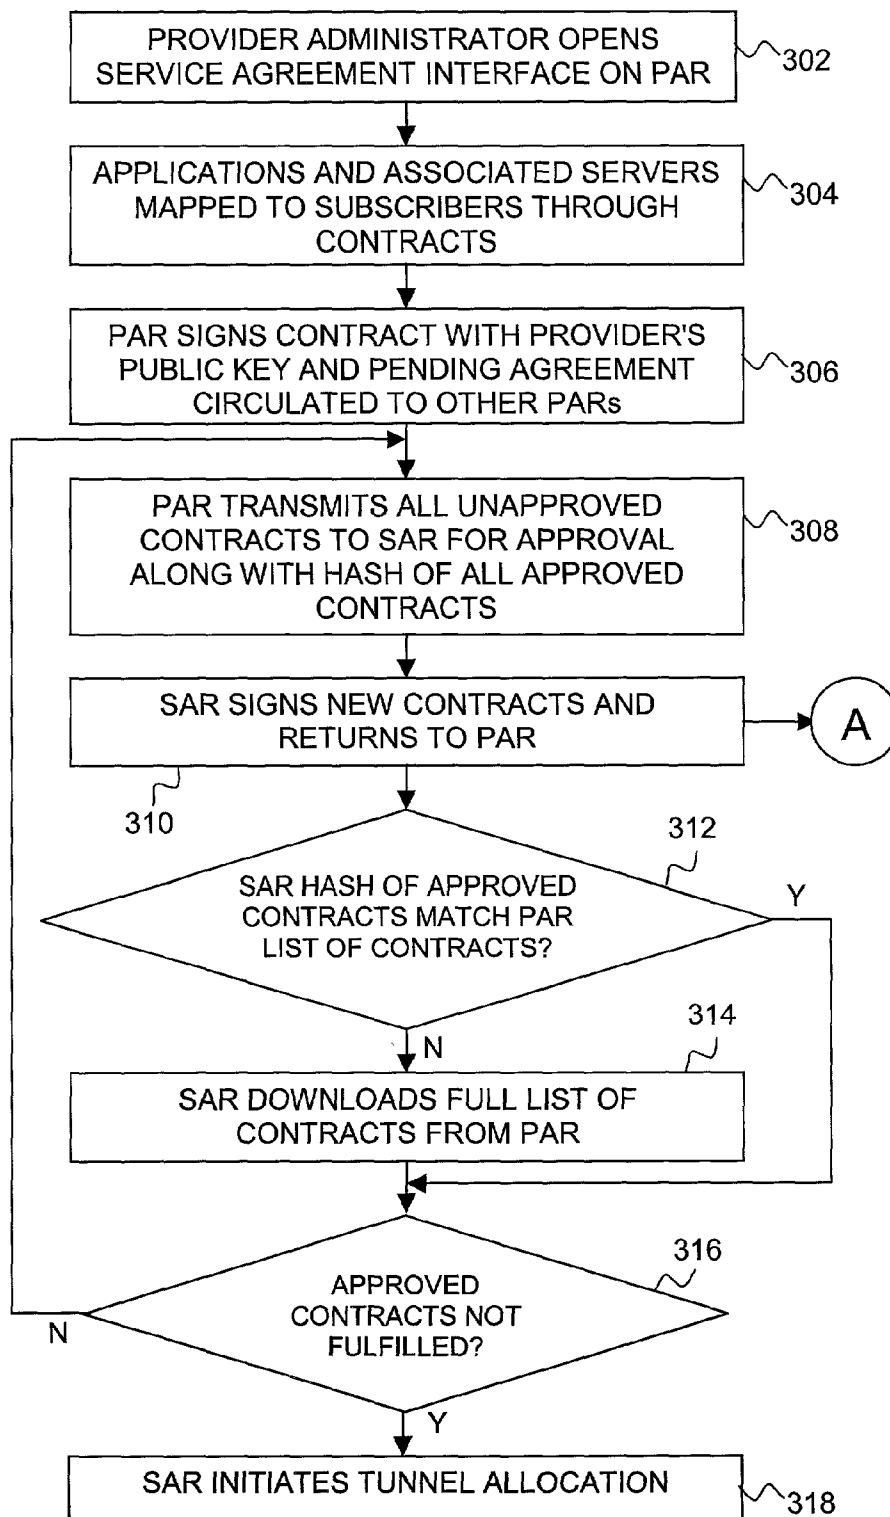 PROVIDER ADMINISTRATOR OPENS
SERVICE AGREEMENT INTERFACE ON PAR
302
APPLICATIONS AND ASSOCIATED SERVERS
MAPPED TO SUBSCRIBERS THROUGH
CONTRACTS
304
PAR SIGNS CONTRACT WITH PROVIDER'S
PUBLIC KEY AND PENDING AGREEMENT
CIRCULATED TO OTHER PARs
306
PAR TRANSMITS ALL UNAPPROVED
CONTRACTS TO SAR FOR APPROVAL
ALONG WITH HASH OF ALL APPROVED
CONTRACTS
308
SAR SIGNS NEW CONTRACTS AND
RETURNS TO PAR
A
310
312
SAR HASH OF APPROVED
CONTRACTS MATCH PAR
LIST OF CONTRACTS?
Y
N
314
SAR DOWNLOADS FULL LIST OF
CONTRACTS FROM PAR
316
APPROVED
CONTRACTS NOT
FULFILLED?
N
Y
SAR INITIATES TUNNEL ALLOCATION
318